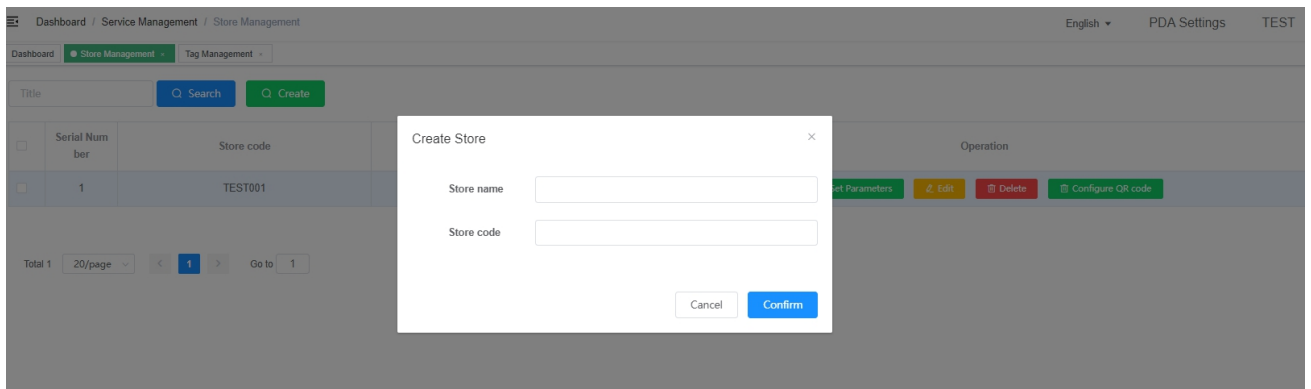 Dashboard / Service Management / Store Management
English
PDA Settings
TEST
Dashboard
Store Management ×
Tag Management ×
Title
Search
Create
Serial Num
ber
Store code
Operation
1
TEST001
Set Parameters
Edit
Delete
Configure QR code
Create Store
×
Store name
Store code
Cancel
Confirm
Total 1
20/page
<
1
>
Go to
1